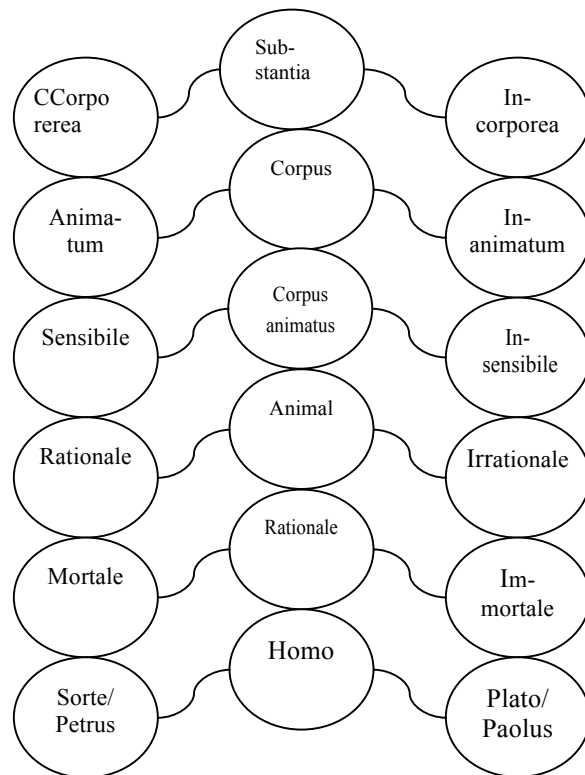 Sub-
stantia
CCorpo
rerea
In-
corporea
Corpus
Anima-
tum
In-
animatum
Corpus
animatus
Sensibile
In-
sensibile
Animal
Rationale
Irrationale
Rationale
Mortale
Im-
mortale
Homo
Sorte/
Petrus
Plato/
Paolus